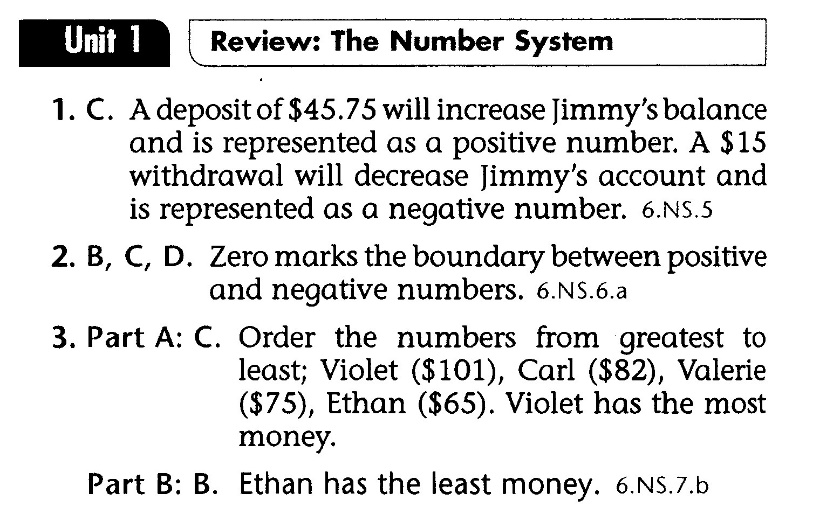 Unit 1 Review: The Number System
1. C. A deposit of $45.75 will increase Jimmy's balance
and is represented as a positive number. A $15
withdrawal will decrease Jimmy's account and
is represented as a negative number. 6.NS.5
2. B, C, D. Zero marks the boundary between positive
and negative numbers. 6.NS.6.a
3. Part A: C. Order the numbers from greatest to
least; Violet ($101), Carl ($82), Valerie
($75), Ethan ($65). Violet has the most
money.
Part B: B. Ethan has the least money. 6.NS.7.b